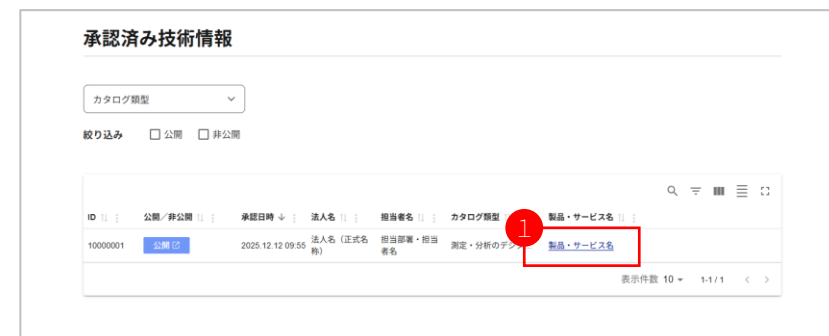 承認済み技術情報
カタログ類型
絞り込み 公開 非公開
ID 公開／非公開 承認日時 法人名 担当者名 カタログ類型 製品・サービス名
1
10000001 公開 2025.12.12 09:55 法人名（正式名称） 担当部署・担当者名 測定・分析のデジタ 製品・サービス名
表示件数 10 1-1 / 1